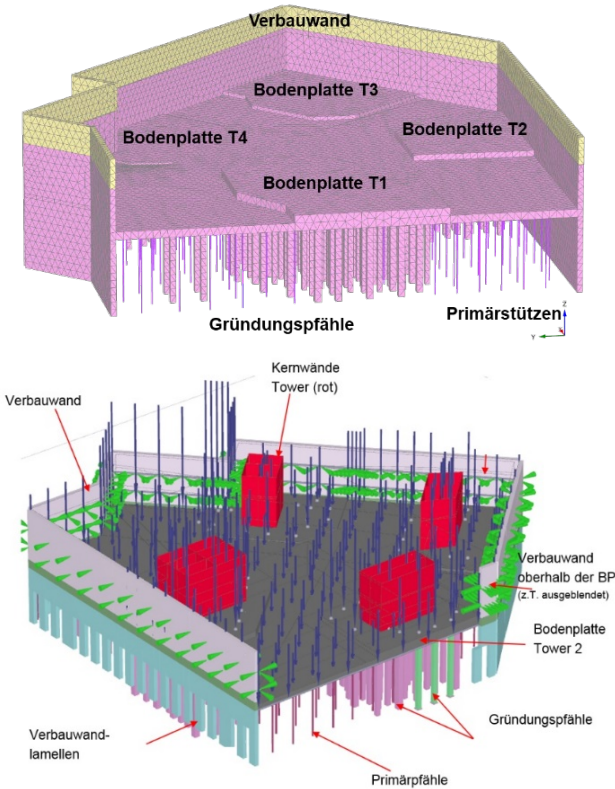 Verbauwand
Bodenplatte T3
Bodenplatte T4
Bodenplatte T2
Bodenplatte T1
Gründungspfähle
Primärstützen
Z
Y
Kernwände
Tower (rot)
Verbauwand
Verbauwand
oberhalb der BP
(z.T. ausgeblendet)
Bodenplatte
Tower 2
Gründungspfähle
Verbauwand-
lamellen
Primärpfähle